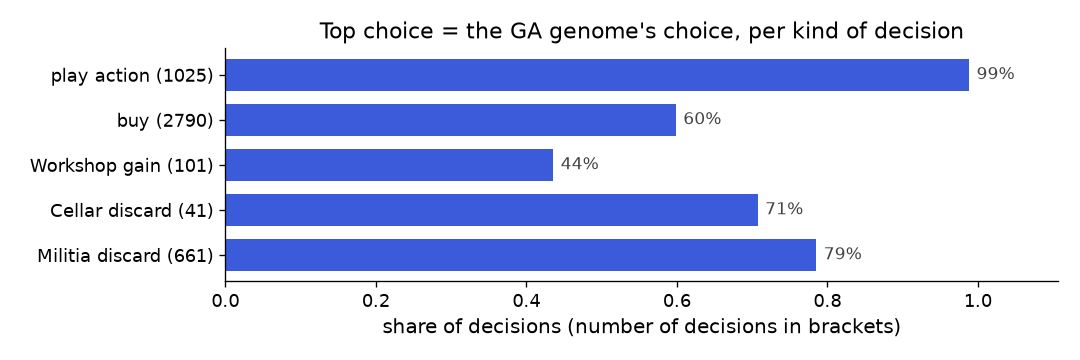 Top choice = the GA genome's choice, per kind of decision
play action (1025)
99%
buy (2790)
60%
Workshop gain (101)
44%
Cellar discard (41)
71%
Militia discard (661)
79%
0.0 0.2 0.4 0.6 0.8 1.0
share of decisions (number of decisions in brackets)